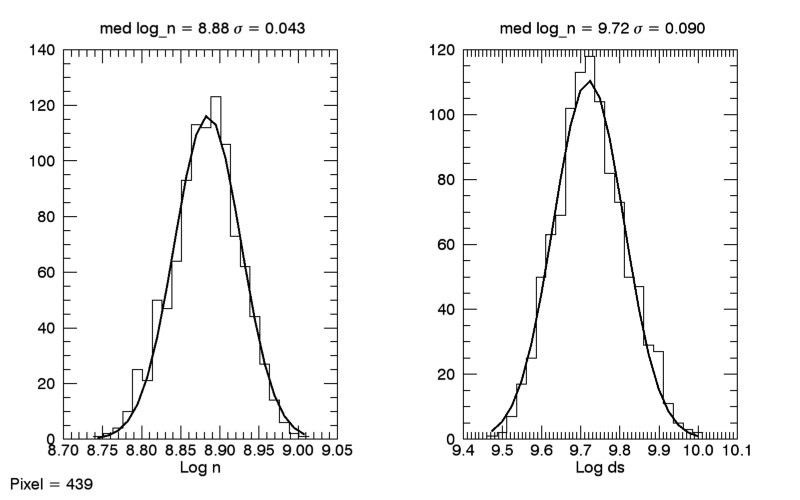 med log_n = 8.88 σ = 0.043
140
120
100
80
60
40
20
0
8.70 8.75 8.80 8.85 8.90 8.95 9.00 9.05
Log n
med log_n = 9.72 σ = 0.090
120
100
80
60
40
20
0
9.4 9.5 9.6 9.7 9.8 9.9 10.0 10.1
Log ds
Pixel = 439